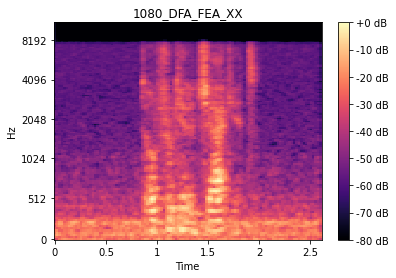 1080_DFA_FEA_XX
+0 dB
8192
-10 dB
4096
-20 dB
-30 dB
2048
Hz
-40 dB
1024
-50 dB
512
-60 dB
-70 dB
0
-80 dB
0 0.5 1 1.5 2 2.5
Time